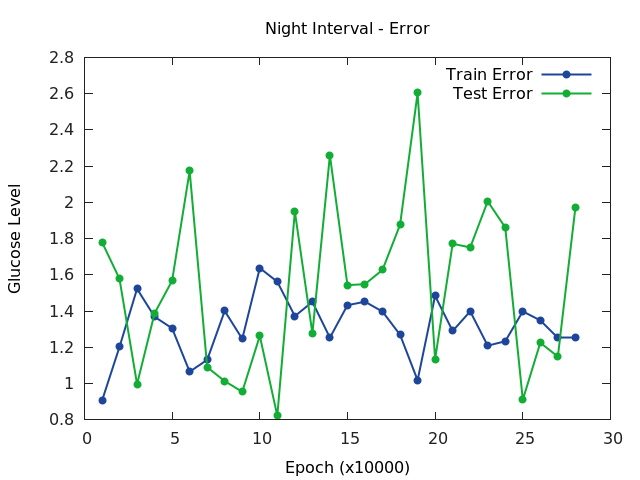 Night Interval - Error
2.8
2.6
2.4
2.2
2
1.8
1.6
1.4
1.2
1
0.8
Glucose Level
Train Error
Test Error
0 5 10 15 20 25 30
Epoch (x10000)